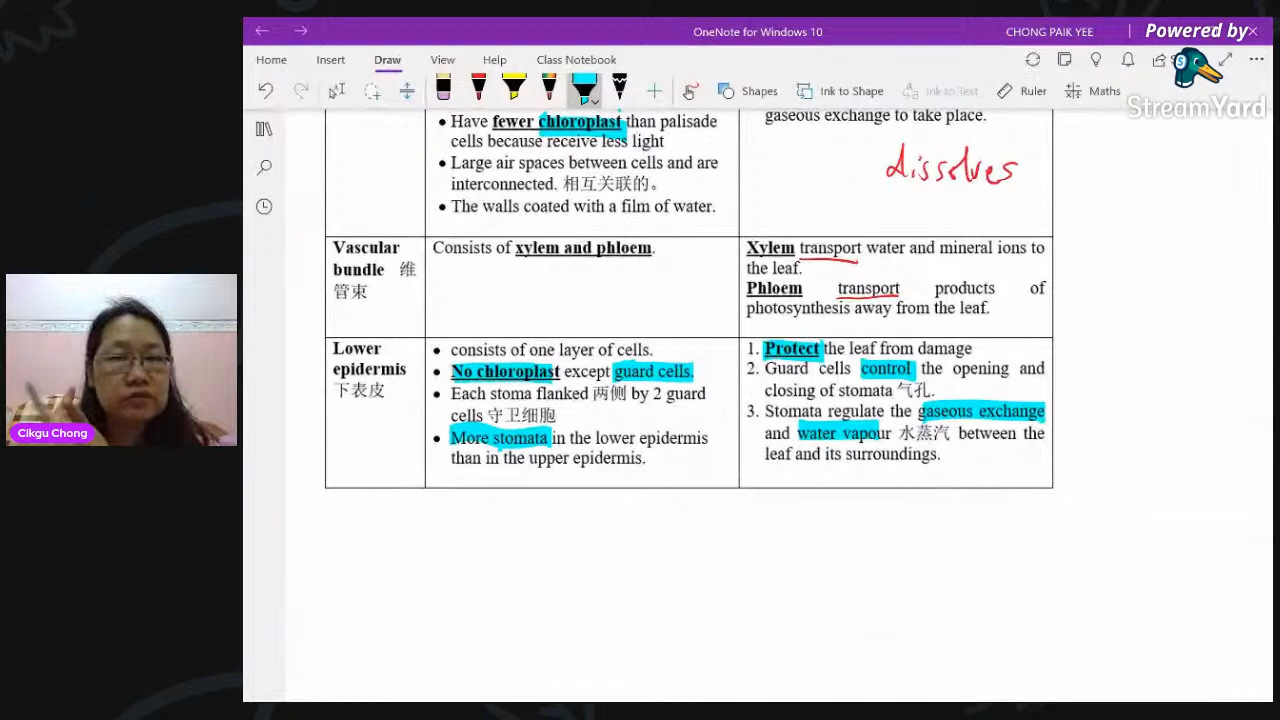 OneNote for Windows 10
CHONG PAIK YEE
Powered by
StreamYard
Home Insert Draw View Help Class Notebook
Shapes Ink to Shape Ink to Text Ruler Maths
• Have fewer chloroplast than palisade
cells because receive less light
• Large air spaces between cells and are
interconnected. 相互关联的。
• The walls coated with a film of water.
gaseous exchange to take place.
dissolves
Vascular
bundle 维
管束
Consists of xylem and phloem.
Xylem transport water and mineral ions to
the leaf.
Phloem transport products of
photosynthesis away from the leaf.
Lower
epidermis
下表皮
• consists of one layer of cells.
• No chloroplast except guard cells.
• Each stoma flanked 两侧 by 2 guard
cells 守卫细胞
• More stomata in the lower epidermis
than in the upper epidermis.
1. Protect the leaf from damage
2. Guard cells control the opening and
closing of stomata 气孔.
3. Stomata regulate the gaseous exchange
and water vapour 水蒸汽 between the
leaf and its surroundings.
Cikgu Chong